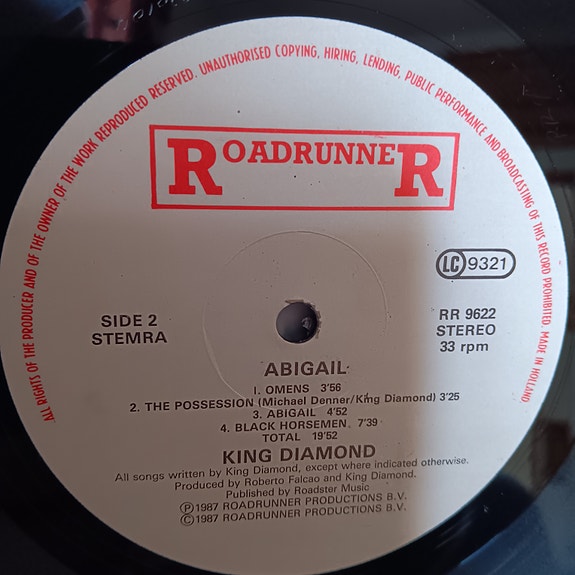 ALL RIGHTS OF THE PRODUCER AND OF THE OWNER OF THE WORK REPRODUCED RESERVED. UNAUTHORISED COPYING, HIRING, LENDING, PUBLIC PERFORMANCE AND BROADCASTING OF THIS RECORD PROHIBITED. MADE IN HOLLAND.
ROADRUNNER
LC 9321
SIDE 2
STEMRA
RR 9622
STEREO
33 rpm
ABIGAIL
1. OMENS 3'56
2. THE POSSESSION (Michael Denner/King Diamond) 3'25
3. ABIGAIL 4'52
4. BLACK HORSEMEN 7'39
TOTAL 19'52
KING DIAMOND
All songs written by King Diamond, except where indicated otherwise.
Produced by Roberto Falcao and King Diamond.
Published by Roadster Music
Ⓟ1987 ROADRUNNER PRODUCTIONS B.V.
©1987 ROADRUNNER PRODUCTIONS B.V.